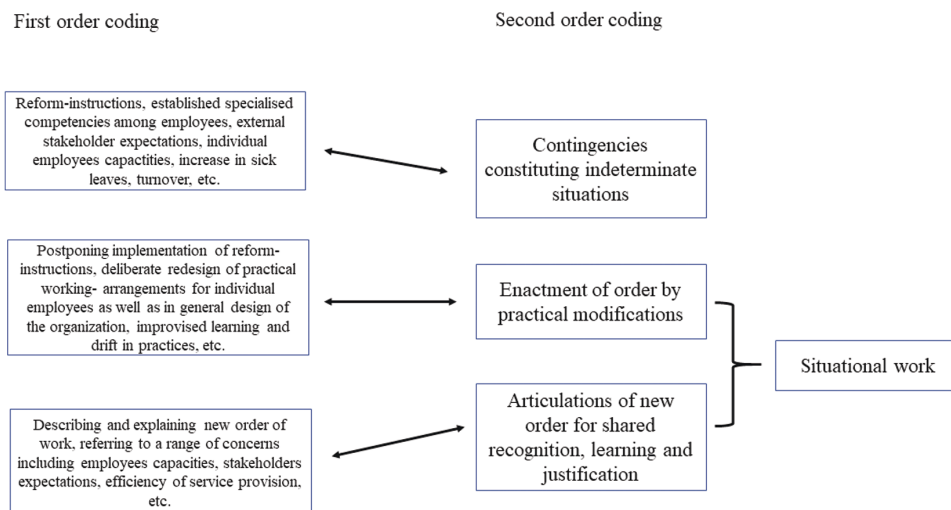 First order coding
Second order coding
Reform-instructions, established specialised
competencies among employees, external
stakeholder expectations, individual
employees capactities, increase in sick
leaves, turnover, etc.
Contingencies
constituting indeterminate
situations
Postponing implementation of reform-
instructions, deliberate redesign of practical
working- arrangements for individual
employees as well as in general design of
the organization, improvised learning and
drift in practices, etc.
Enactment of order by
practical modifications
Situational work
Describing and explaining new order of
work, referring to a range of concerns
including employees capacities, stakeholders
expectations, efficiency of service provision,
etc.
Articulations of new
order for shared
recognition, learning and
justification